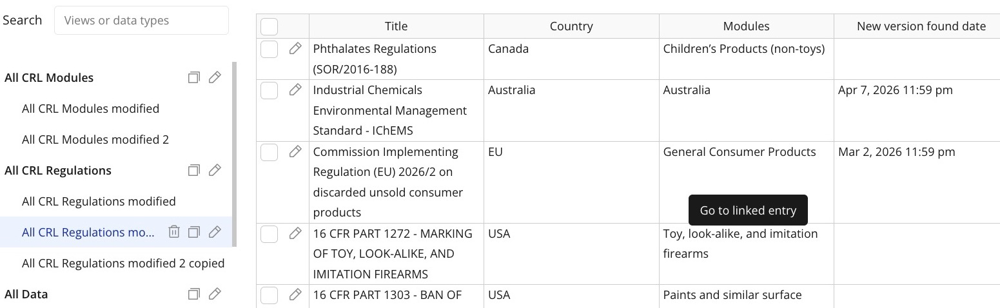 Search
Views or data types
All CRL Modules
All CRL Modules modified
All CRL Modules modified 2
All CRL Regulations
All CRL Regulations modified
All CRL Regulations mo...
All CRL Regulations modified 2 copied
All Data
Title Country Modules New version found date
Phthalates Regulations Canada Children’s Products (non-toys)
(SOR/2016-188)
Industrial Chemicals Australia Australia Apr 7, 2026 11:59 pm
Environmental Management
Standard - IChEMS
Commission Implementing EU General Consumer Products Mar 2, 2026 11:59 pm
Regulation (EU) 2026/2 on
discarded unsold consumer
products
Go to linked entry
16 CFR PART 1272 - MARKING USA Toy, look-alike, and imitation
OF TOY, LOOK-ALIKE, AND firearms
IMITATION FIREARMS
16 CFR PART 1303 - BAN OF USA Paints and similar surface